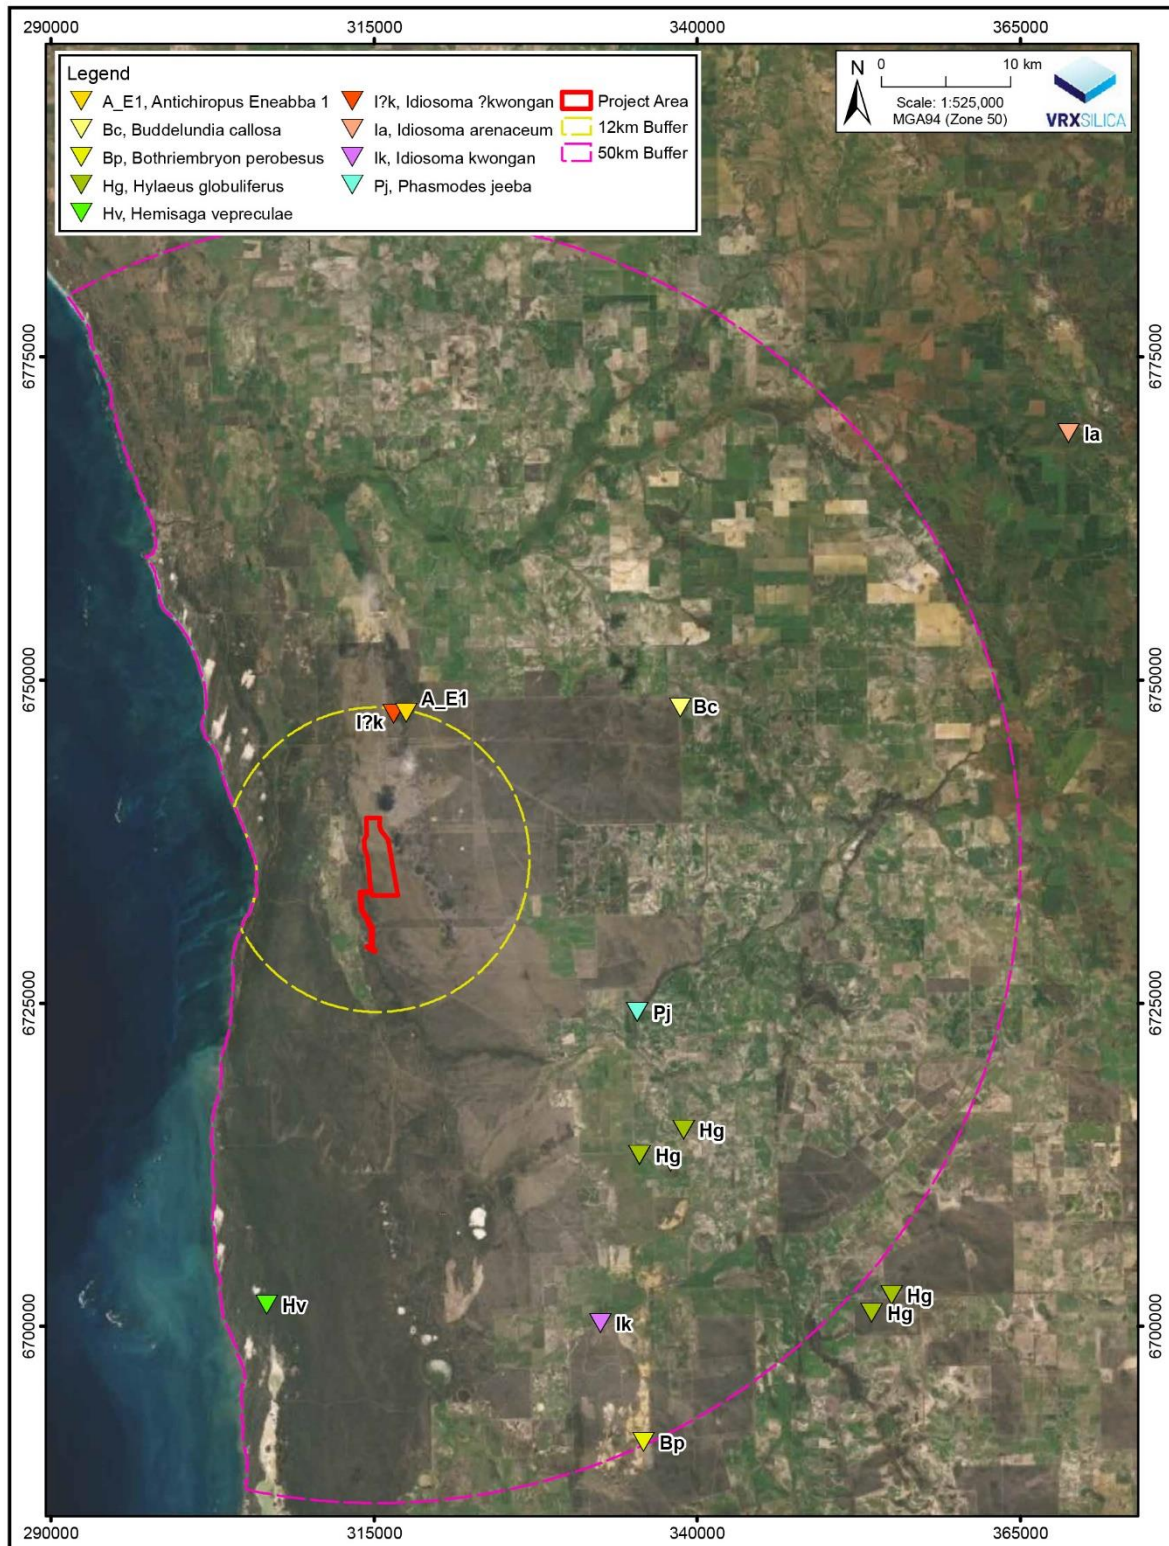 290000 315000 340000 365000
Legend
A_E1, Antichiropus Eneabba 1
Bc, Buddelundia callosa
Bp, Bothriembryon perobesus
Hg, Hylaeus globuliferus
Hv, Hemisaga vepreculae
I?k, Idiosoma ?kwongan
Ia, Idiosoma arenaceum
Ik, Idiosoma kwongan
Pj, Phasmodes jeeba
Project Area
12km Buffer
50km Buffer
N
0 10 km
Scale: 1:525,000
MGA94 (Zone 50)
VRXSILICA
6775000 6775000
Ia
6750000 6750000
A_E1
I?k
Bc
6725000 6725000
Pj
Hg
Hg
Hg
Hg
Hv
Ik
6700000 6700000
Bp
290000 315000 340000 365000